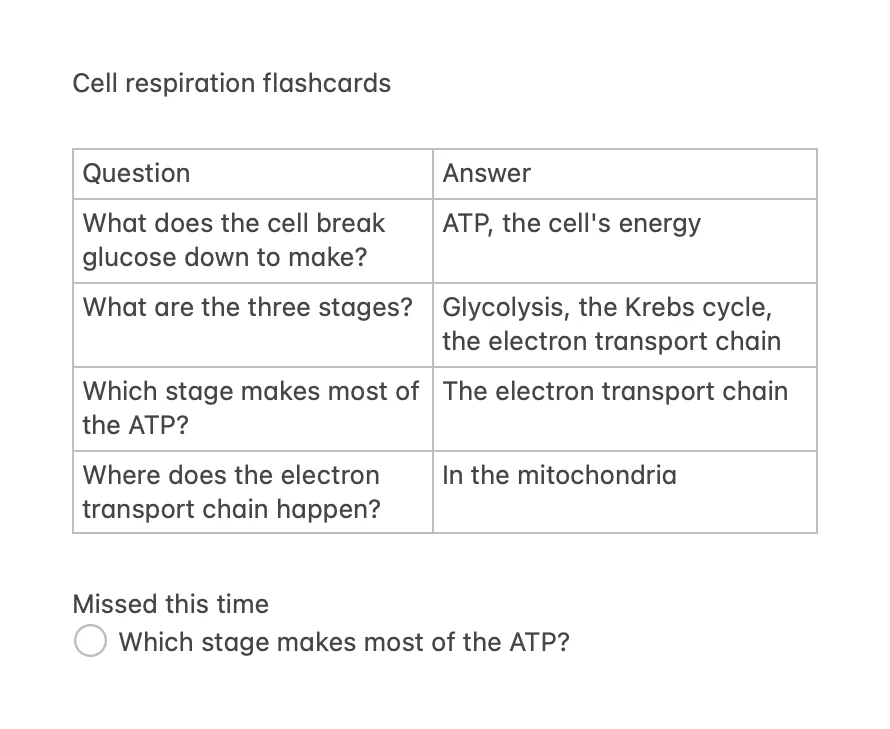 Cell respiration flashcards
Question
Answer
What does the cell break
glucose down to make?
ATP, the cell's energy
What are the three stages?
Glycolysis, the Krebs cycle,
the electron transport chain
Which stage makes most of
the ATP?
The electron transport chain
Where does the electron
transport chain happen?
In the mitochondria
Missed this time
Which stage makes most of the ATP?